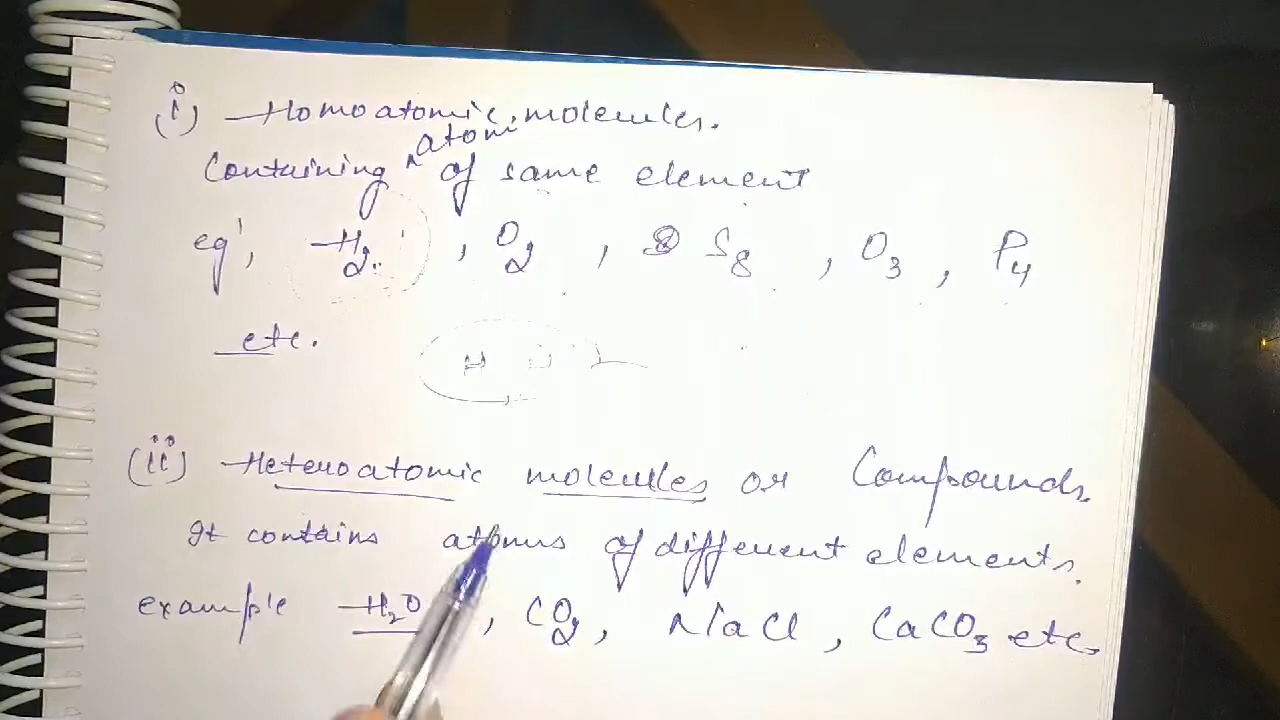 (i) Homoatomic molecules.
Containing atom of same element
eg', H2, O2, S8, O3, P4
etc.
(ii) Heteroatomic molecules or Compounds.
It contains atoms of different elements.
example H2O, CO2, NaCl, CaCO3 etc.